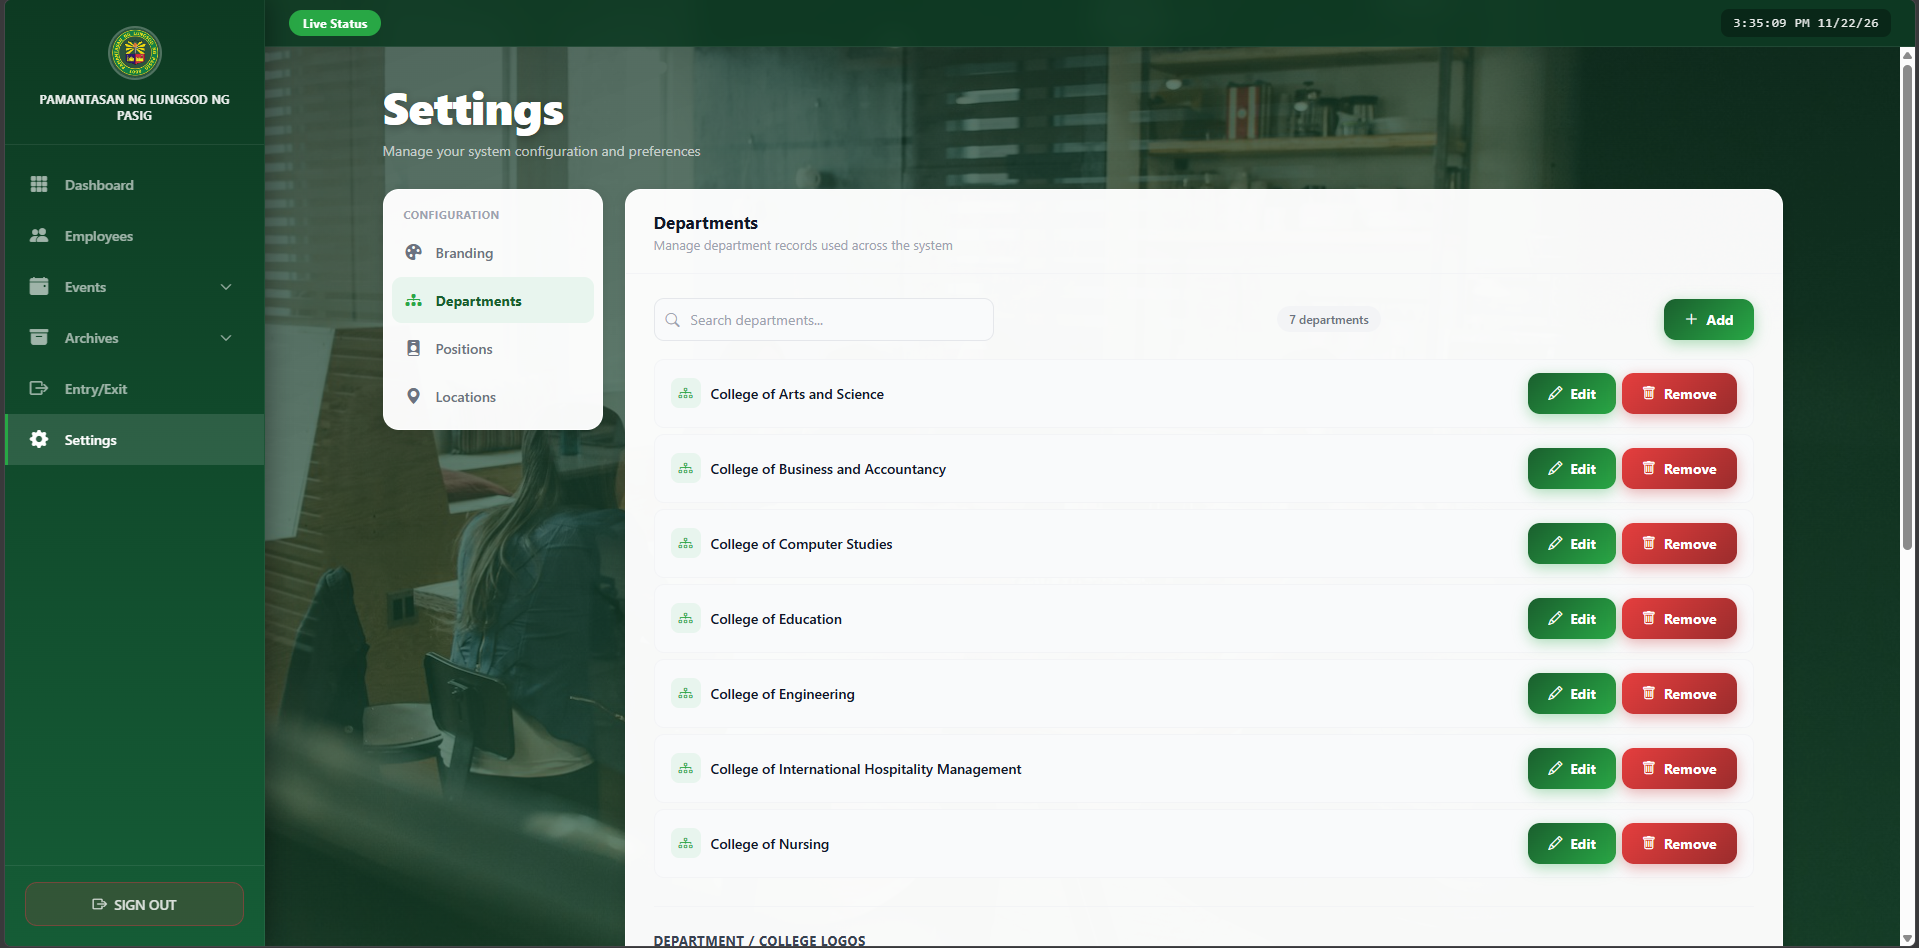 PAMANTASAN NG LUNGSOD NG
PASIG
Dashboard
Employees
Events
Archives
Entry/Exit
Settings
SIGN OUT
Live Status
3:35:09 PM 11/22/26
Settings
Manage your system configuration and preferences
CONFIGURATION
Branding
Departments
Positions
Locations
Departments
Manage department records used across the system
Search departments...
7 departments
+ Add
College of Arts and Science
Edit
Remove
College of Business and Accountancy
Edit
Remove
College of Computer Studies
Edit
Remove
College of Education
Edit
Remove
College of Engineering
Edit
Remove
College of International Hospitality Management
Edit
Remove
College of Nursing
Edit
Remove
DEPARTMENT / COLLEGE LOGOS